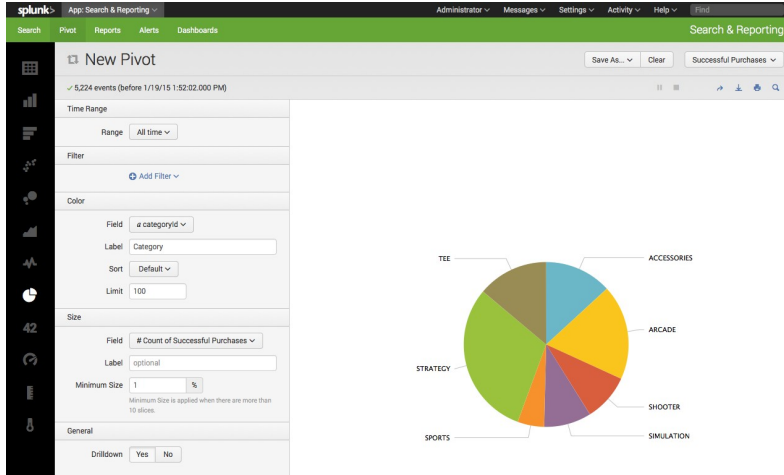 splunk> App: Search & Reporting Administrator Messages Settings Activity Help Find
Search Pivot Reports Alerts Dashboards Search & Reporting
New Pivot Save As... Clear Successful Purchases
✓ 5,224 events (before 1/19/15 1:52:02.000 PM)
Time Range
Range All time
Filter
Add Filter
Color
Field a categoryid
Label Category
Sort Default
Limit 100
Size
Field # Count of Successful Purchases
Label optional
Minimum Size 1 %
Minimum Size is applied when there are more than
10 slices.
General
Drilldown Yes No
42
TEE ACCESSORIES
ARCADE
STRATEGY
SHOOTER
SPORTS SIMULATION